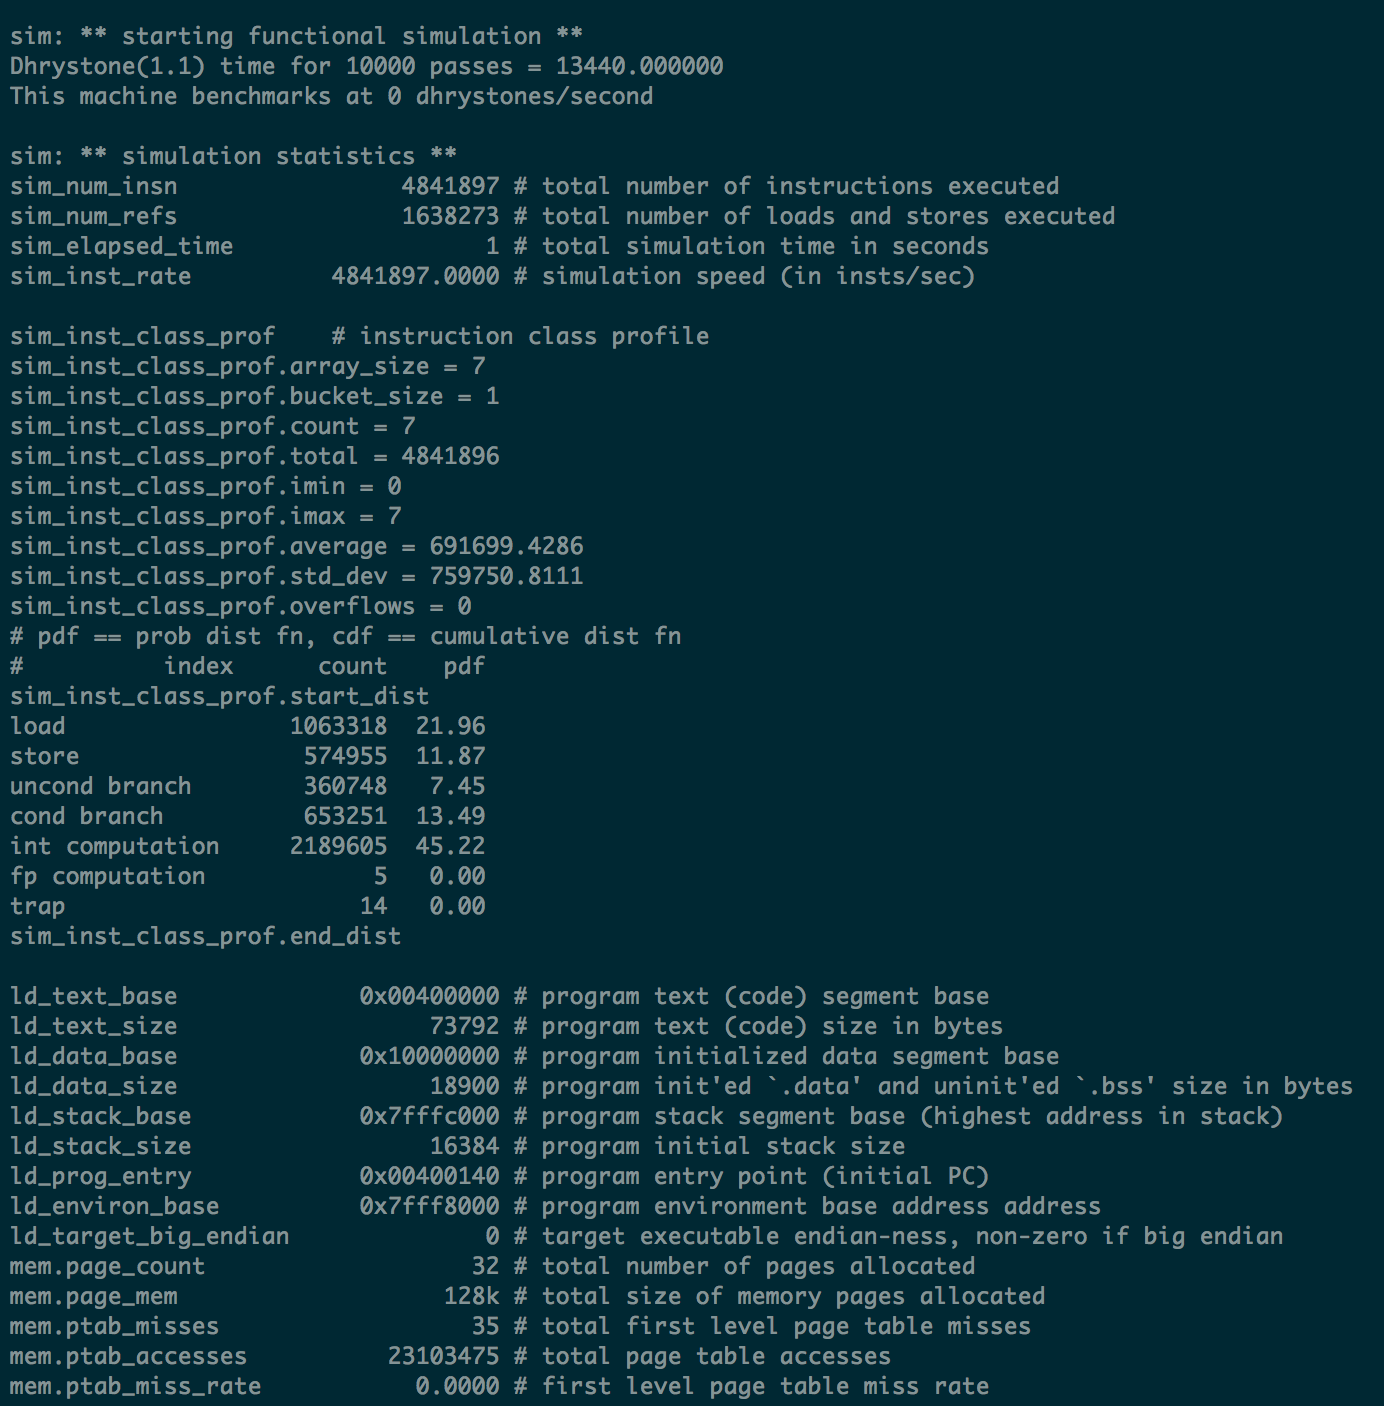 sim: ** starting functional simulation **
Dhrystone(1.1) time for 10000 passes = 13440.000000
This machine benchmarks at 0 dhrystones/second

sim: ** simulation statistics **
sim_num_insn                4841897 # total number of instructions executed
sim_num_refs                1638273 # total number of loads and stores executed
sim_elapsed_time                  1 # total simulation time in seconds
sim_inst_rate          4841897.0000 # simulation speed (in insts/sec)

sim_inst_class_prof    # instruction class profile
sim_inst_class_prof.array_size = 7
sim_inst_class_prof.bucket_size = 1
sim_inst_class_prof.count = 7
sim_inst_class_prof.total = 4841896
sim_inst_class_prof.imin = 0
sim_inst_class_prof.imax = 7
sim_inst_class_prof.average = 691699.4286
sim_inst_class_prof.std_dev = 759750.8111
sim_inst_class_prof.overflows = 0
# pdf == prob dist fn, cdf == cumulative dist fn
#          index      count    pdf
sim_inst_class_prof.start_dist
load                1063318  21.96
store                574955  11.87
uncond branch        360748   7.45
cond branch          653251  13.49
int computation     2189605  45.22
fp computation            5   0.00
trap                     14   0.00
sim_inst_class_prof.end_dist

ld_text_base             0x00400000 # program text (code) segment base
ld_text_size                  73792 # program text (code) size in bytes
ld_data_base             0x10000000 # program initialized data segment base
ld_data_size                  18900 # program init'ed `.data' and uninit'ed `.bss' size in bytes
ld_stack_base            0x7fffc000 # program stack segment base (highest address in stack)
ld_stack_size                 16384 # program initial stack size
ld_prog_entry            0x00400140 # program entry point (initial PC)
ld_environ_base          0x7fff8000 # program environment base address address
ld_target_big_endian              0 # target executable endian-ness, non-zero if big endian
mem.page_count                   32 # total number of pages allocated
mem.page_mem                   128k # total size of memory pages allocated
mem.ptab_misses                  35 # total first level page table misses
mem.ptab_accesses          23103475 # total page table accesses
mem.ptab_miss_rate           0.0000 # first level page table miss rate